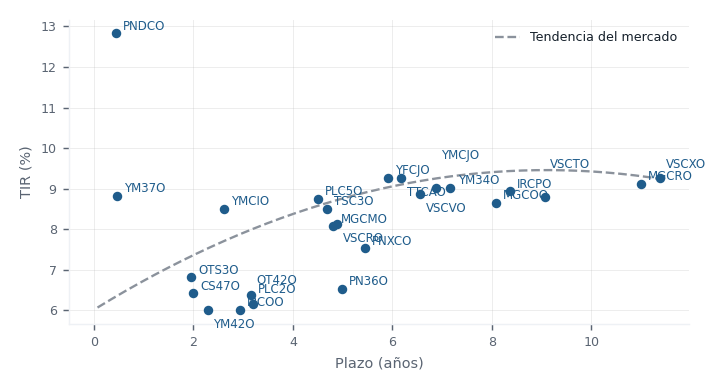 PNDCO
Tendencia del mercado
YMCJO
VSCTO
VSCXO
YFCJO
MGCRO
YM34O
YM37O
IRCPO
PLC5O
TTCAO
MGCOO
YMCIO
TSC3O
VSCVO
MGCMO
VSCRO
PNXCO
OTS3O
CS47O
OT42O
PN36O
PLC2O
YM42O
13
12
11
10
9
8
7
6
0
2
4
6
8
10
TIR (%)
Plazo (años)